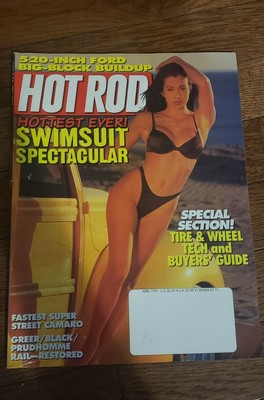 520-INCH FORD
BIG-BLOCK BUILDUP
HOT ROD
HOTTEST EVER!
SWIMSUIT
SPECTACULAR
SPECIAL
SECTION!
TIRE & WHEEL
TECH and
BUYERS' GUIDE
FASTEST SUPER
STREET CAMARO
GREER/BLACK/
PRUDHOMME
RAIL—RESTORED